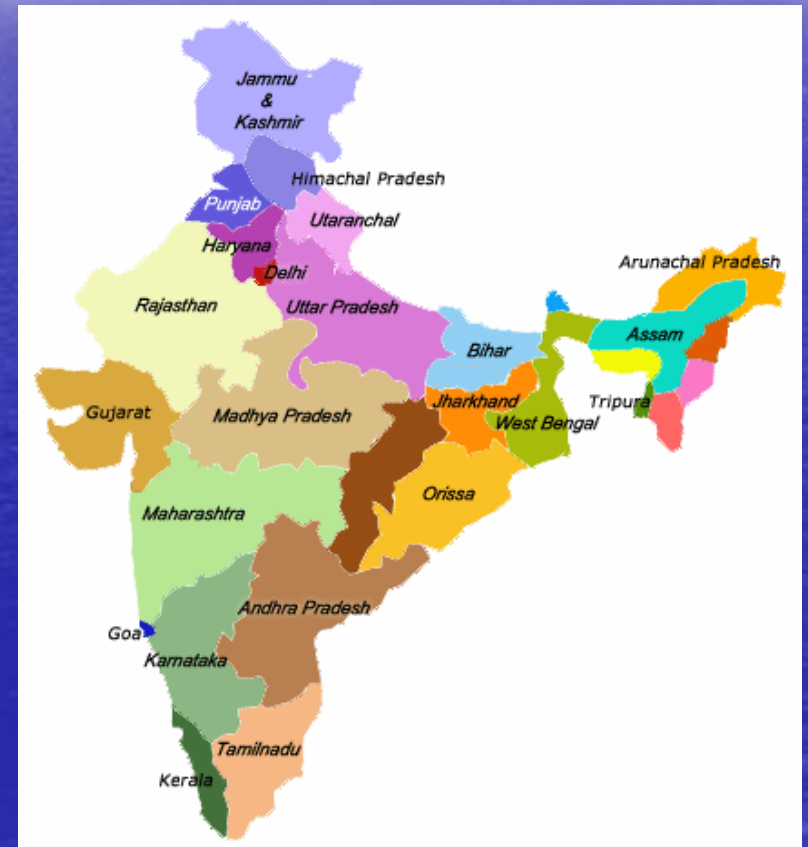 Jammu
&
Kashmir
Himachal Pradesh
Punjab
Utaranchal
Haryana
Delhi
Arunachal Pradesh
Rajasthan
Uttar Pradesh
Assam
Bihar
Gujarat
Madhya Pradesh
Jharkhand
Tripura
West Bengal
Orissa
Maharashtra
Andhra Pradesh
Goa
Karnataka
Tamilnadu
Kerala